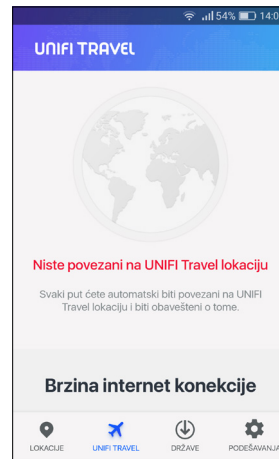 54% 14:0
UNIFI TRAVEL
Niste povezani na UNIFI Travel lokaciju
Svaki put ćete automatski biti povezani na UNIFI
Travel lokaciju i biti obavešteni o tome.
Brzina internet konekcije
LOKACIJE UNIFI TRAVEL DRŽAVE PODEŠAVANJA